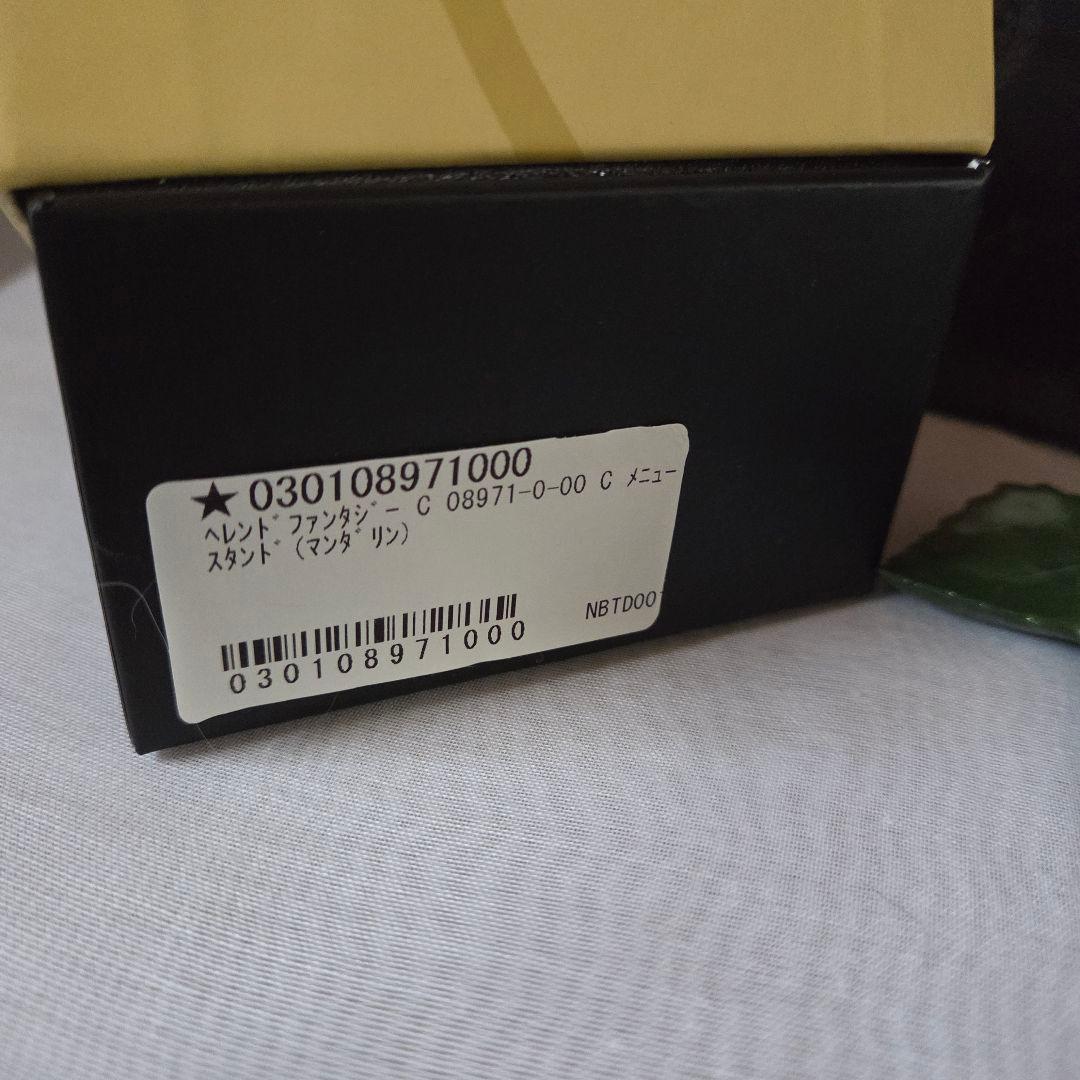 ★030108971000
ﾍﾚﾝﾄﾞ ﾌｧﾝﾀｼﾞｰ C 08971-0-00 C ﾒﾆｭｰ
ｽﾀﾝﾄﾞ(ﾏﾝﾀﾞﾘﾝ)
030108971000
NBTD00